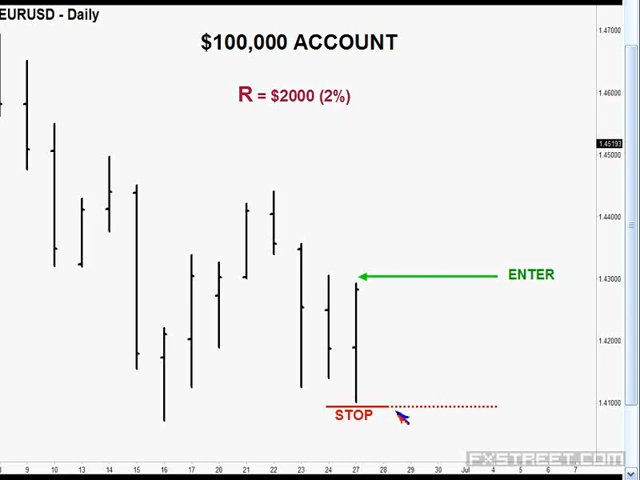 EURUSD - Daily
$100,000 ACCOUNT
R = $2000 (2%)
1.47000
1.46000
1.45193
1.45000
1.44000
1.43000
ENTER
1.42000
1.41000
STOP
FXSTREET.COM
9 10 13 14 15 16 17 20 21 22 23 24 27 28 29 30 Jul 4 5 6 7